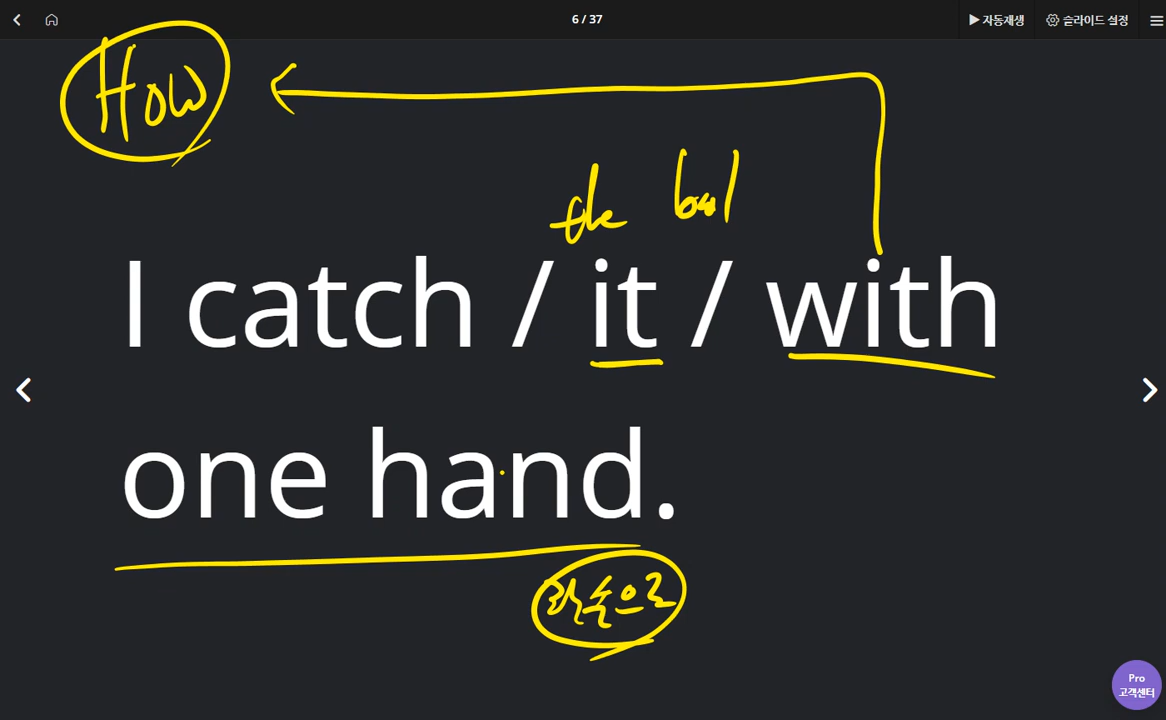 6 / 37
▶ 자동재생
슬라이드 설정
How
the ball
I catch / it / with
one hand.
한손으로
Pro
고객센터